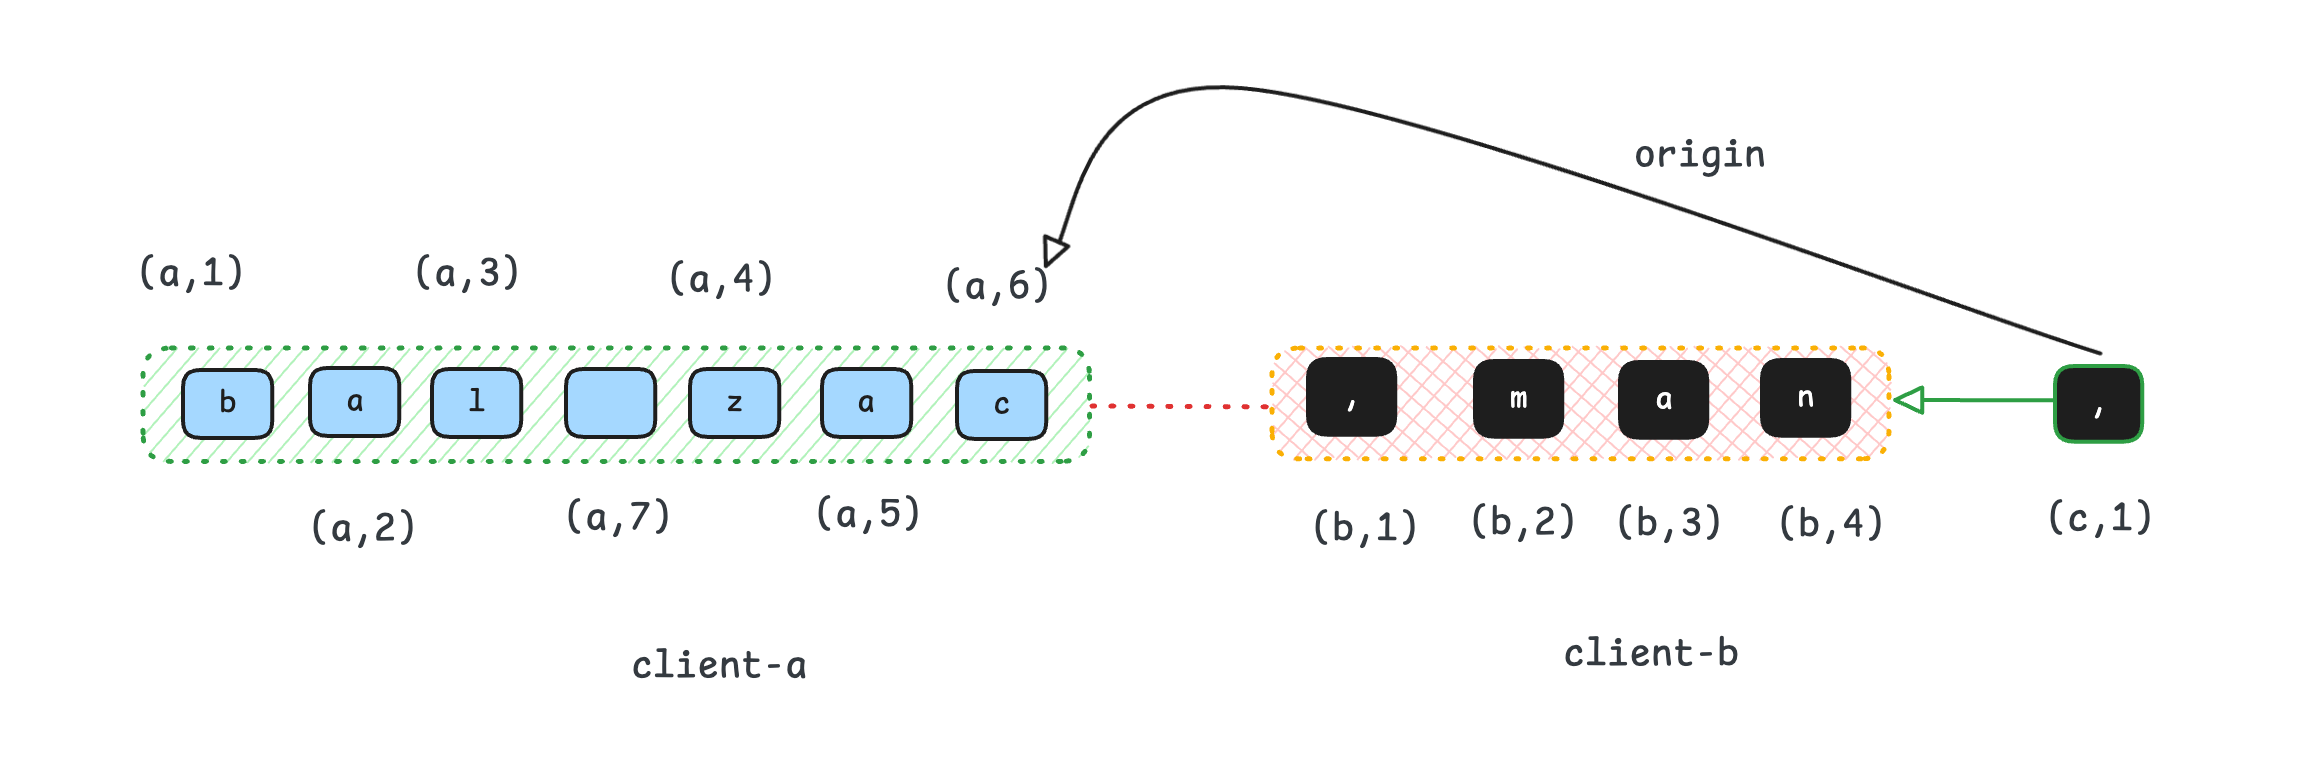 origin
(a,1) (a,3) (a,4) (a,6)
b a l z a c , m a n ,
(a,2) (a,7) (a,5) (b,1) (b,2) (b,3) (b,4) (c,1)
client-a client-b